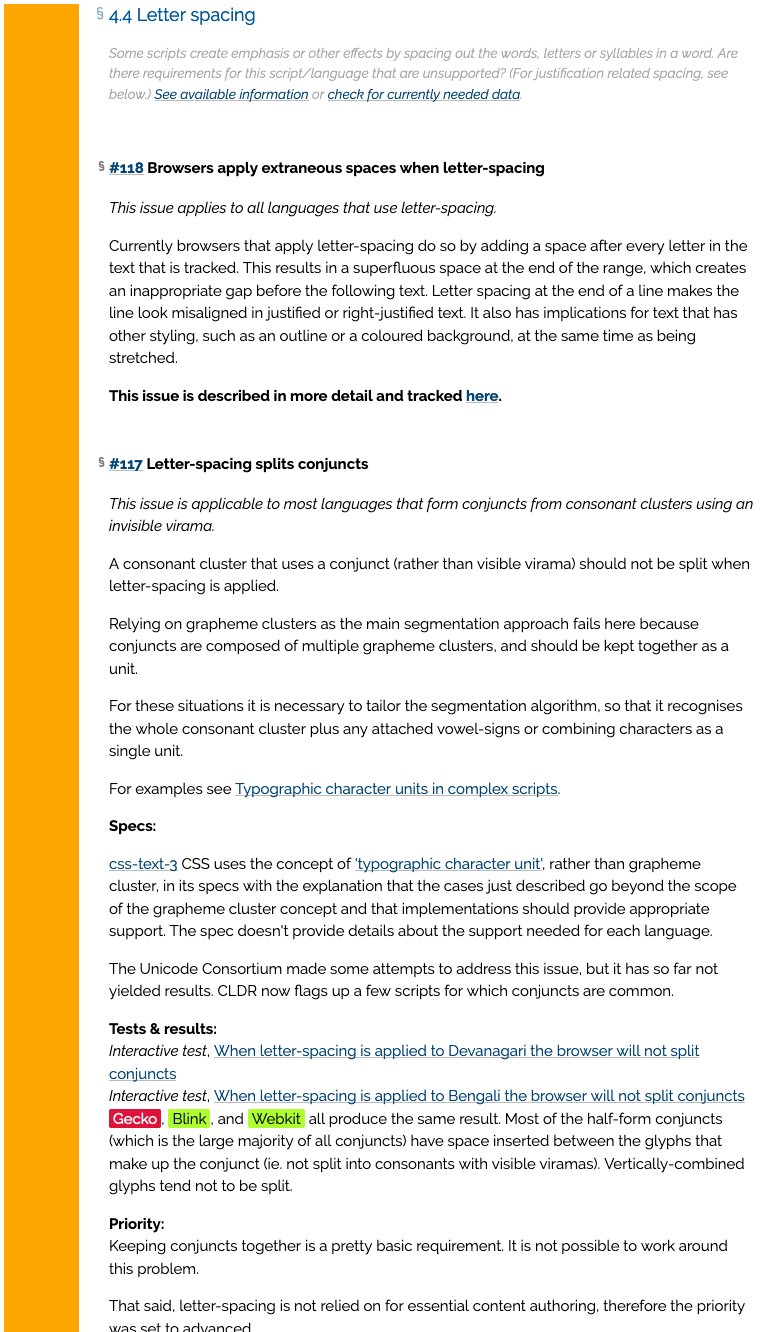 § 4.4 Letter spacing
Some scripts create emphasis or other effects by spacing out the words, letters or syllables in a word. Are
there requirements for this script/language that are unsupported? (For justification related spacing, see
below.) See available information or check for currently needed data.
§ #118 Browsers apply extraneous spaces when letter-spacing
This issue applies to all languages that use letter-spacing.
Currently browsers that apply letter-spacing do so by adding a space after every letter in the
text that is tracked. This results in a superfluous space at the end of the range, which creates
an inappropriate gap before the following text. Letter spacing at the end of a line makes the
line look misaligned in justified or right-justified text. It also has implications for text that has
other styling, such as an outline or a coloured background, at the same time as being
stretched.
This issue is described in more detail and tracked here.
§ #117 Letter-spacing splits conjuncts
This issue is applicable to most languages that form conjuncts from consonant clusters using an
invisible virama.
A consonant cluster that uses a conjunct (rather than visible virama) should not be split when
letter-spacing is applied.
Relying on grapheme clusters as the main segmentation approach fails here because
conjuncts are composed of multiple grapheme clusters, and should be kept together as a
unit.
For these situations it is necessary to tailor the segmentation algorithm, so that it recognises
the whole consonant cluster plus any attached vowel-signs or combining characters as a
single unit.
For examples see Typographic character units in complex scripts.
Specs:
css-text-3 CSS uses the concept of 'typographic character unit', rather than grapheme
cluster, in its specs with the explanation that the cases just described go beyond the scope
of the grapheme cluster concept and that implementations should provide appropriate
support. The spec doesn't provide details about the support needed for each language.
The Unicode Consortium made some attempts to address this issue, but it has so far not
yielded results. CLDR now flags up a few scripts for which conjuncts are common.
Tests & results:
Interactive test, When letter-spacing is applied to Devanagari the browser will not split
conjuncts
Interactive test, When letter-spacing is applied to Bengali the browser will not split conjuncts
Gecko, Blink, and Webkit all produce the same result. Most of the half-form conjuncts
(which is the large majority of all conjuncts) have space inserted between the glyphs that
make up the conjunct (ie. not split into consonants with visible viramas). Vertically-combined
glyphs tend not to be split.
Priority:
Keeping conjuncts together is a pretty basic requirement. It is not possible to work around
this problem.
That said, letter-spacing is not relied on for essential content authoring, therefore the priority
was set to advanced.